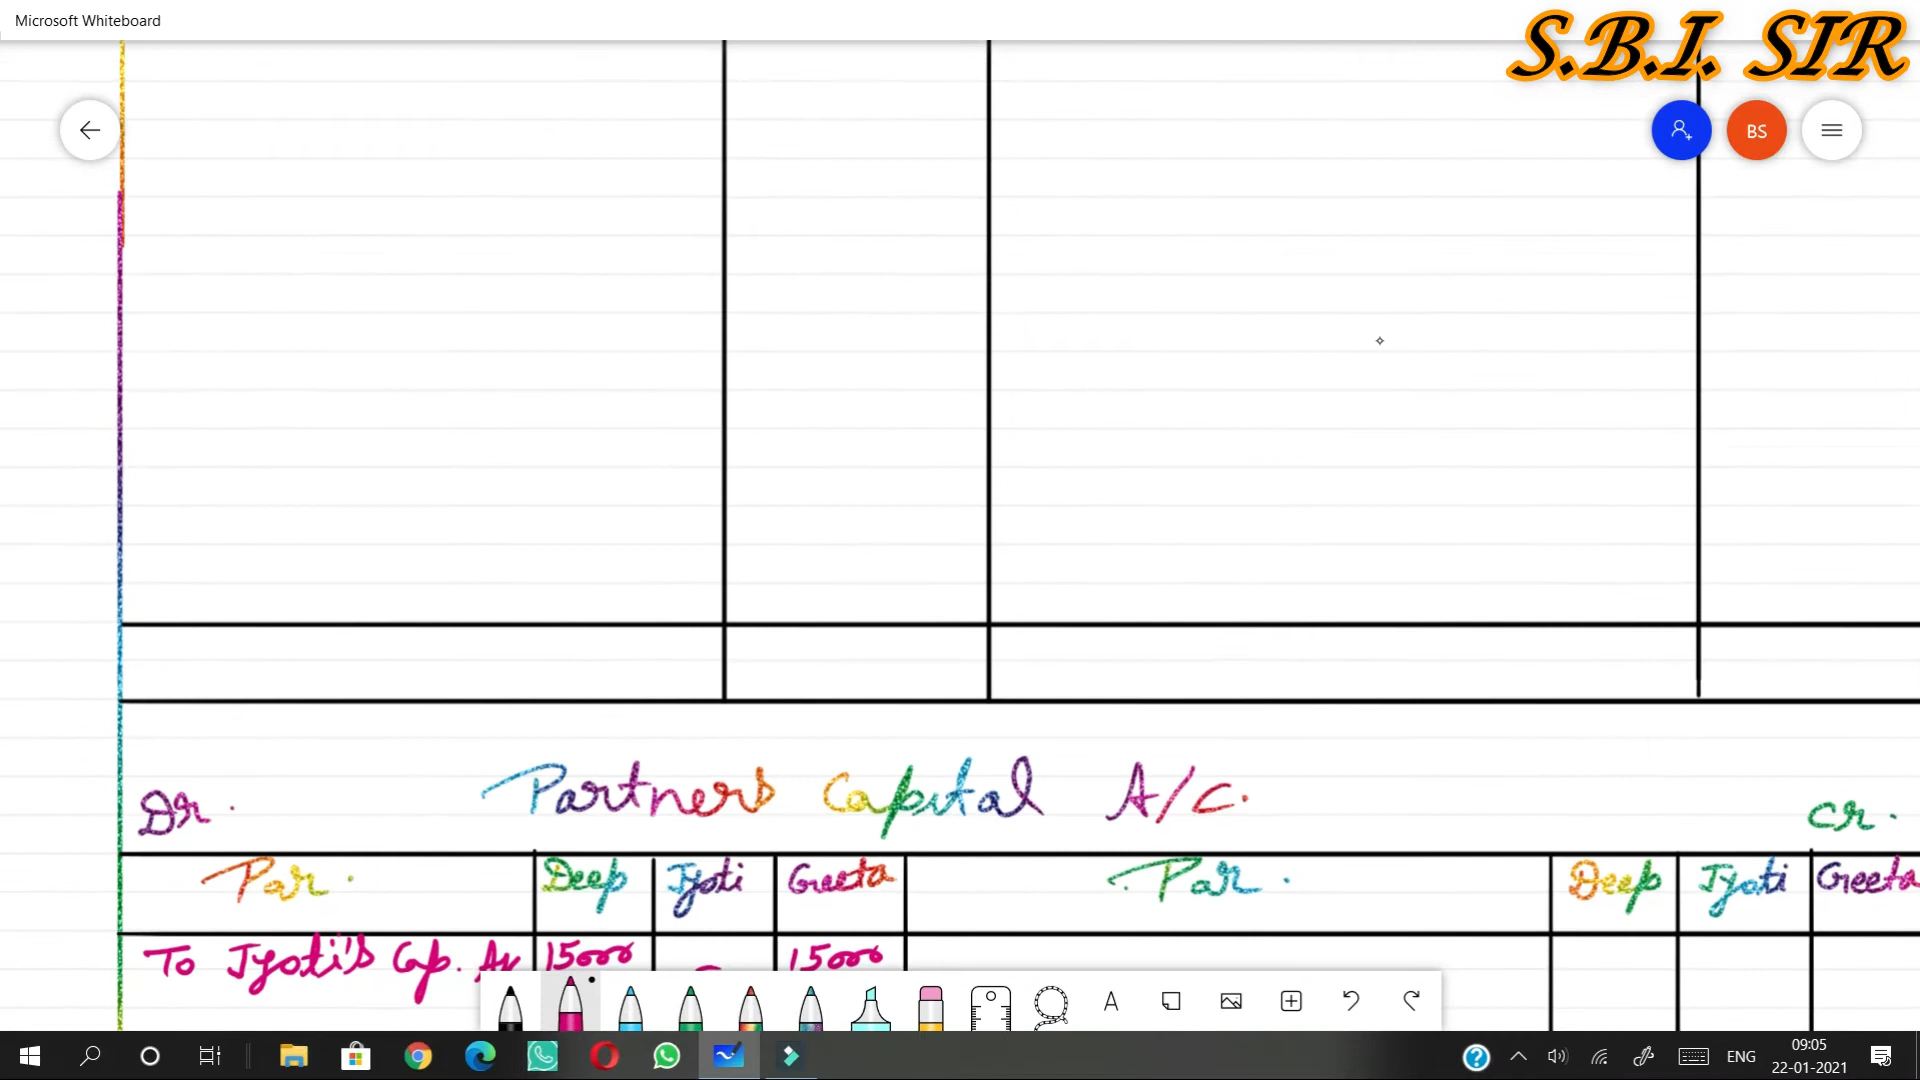 Microsoft Whiteboard
S.B.I. SIR
BS
Dr.
Partners Capital A/C.
Cr.
Par.
Deep
Jyoti
Geeta
Par.
Deep
Jyoti
Geeta
To Jyoti's Cap. A/c
15000
15000
A
ENG
09:05
22-01-2021